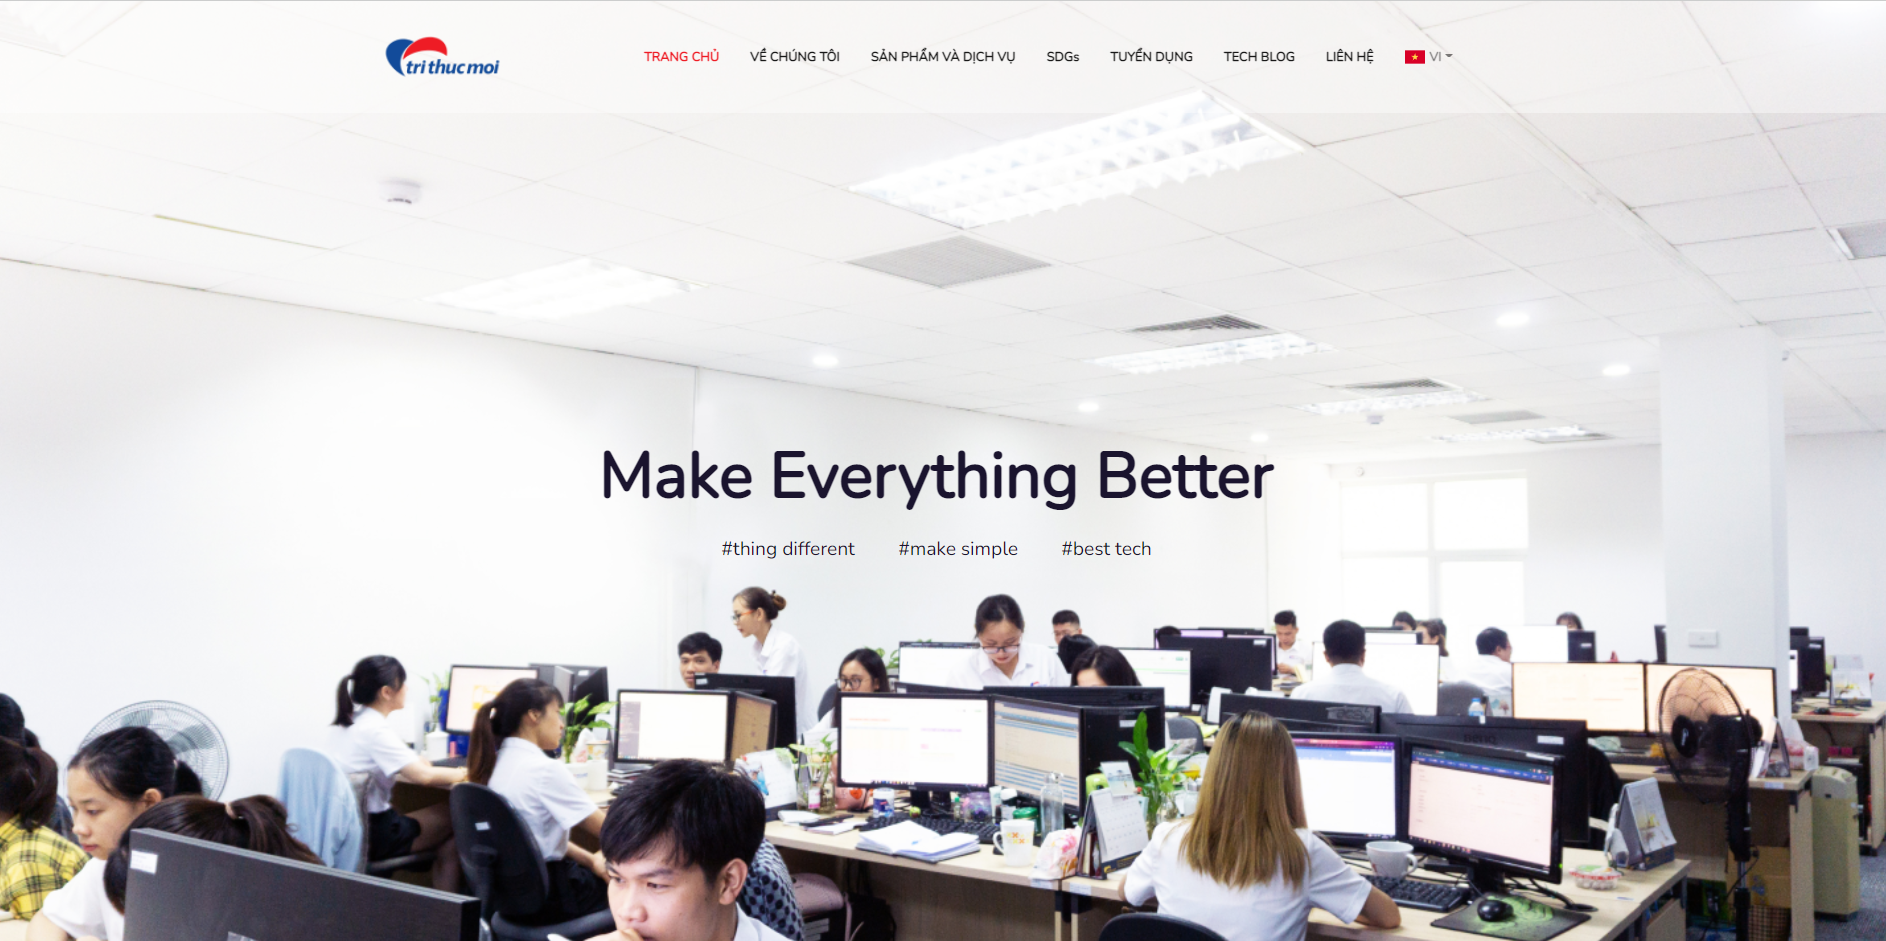 tri thuc moi
TRANG CHỦ VỀ CHÚNG TÔI SẢN PHẨM VÀ DỊCH VỤ SDGs TUYỂN DỤNG TECH BLOG LIÊN HỆ VI
Make Everything Better
#thing different #make simple #best tech
BenQ